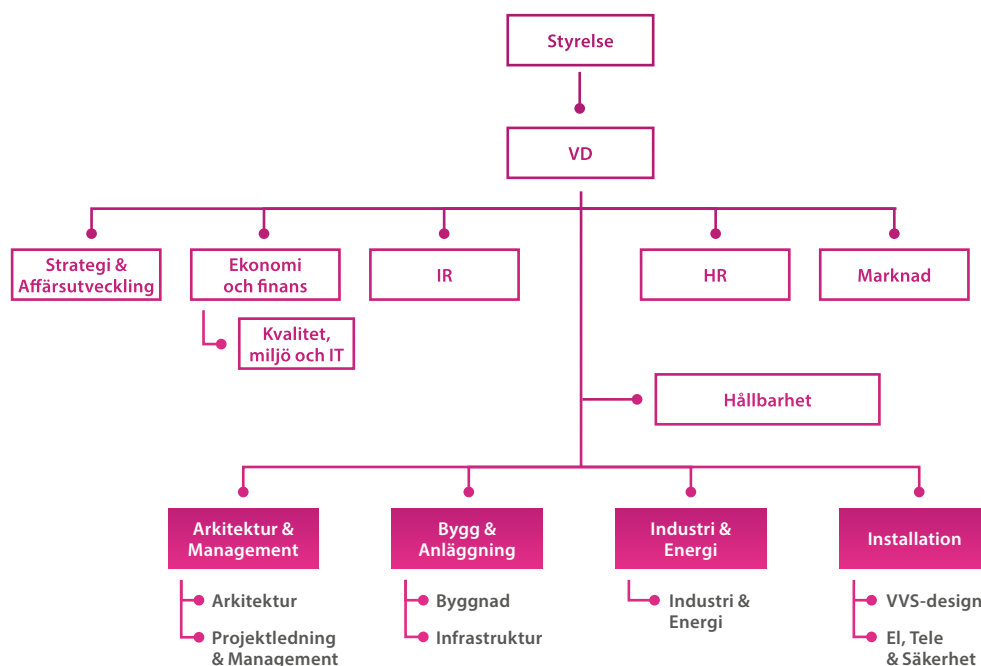 Styrelse
VD
Strategi &
Affärsutveckling
Ekonomi
och finans
IR
HR
Marknad
Kvalitet,
miljö och IT
Hållbarhet
Arkitektur &
Management
Bygg &
Anläggning
Industri &
Energi
Installation
Arkitektur
Projektledning
& Management
Byggnad
Infrastruktur
Industri &
Energi
VVS-design
El, Tele
& Säkerhet